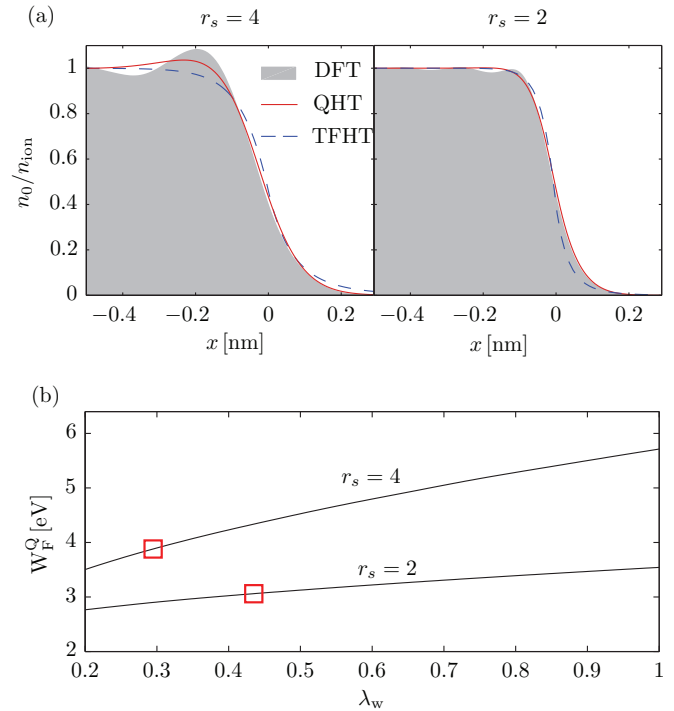 (a)
r_s = 4
r_s = 2
DFT
QHT
TFHT
n_0/n_ion
1
0.8
0.6
0.4
0.2
0
−0.4 −0.2 0 0.2
−0.4 −0.2 0 0.2
x [nm]
x [nm]
(b)
W_F^Q [eV]
6
5
4
3
2
r_s = 4
r_s = 2
0.2 0.3 0.4 0.5 0.6 0.7 0.8 0.9 1
λ_w